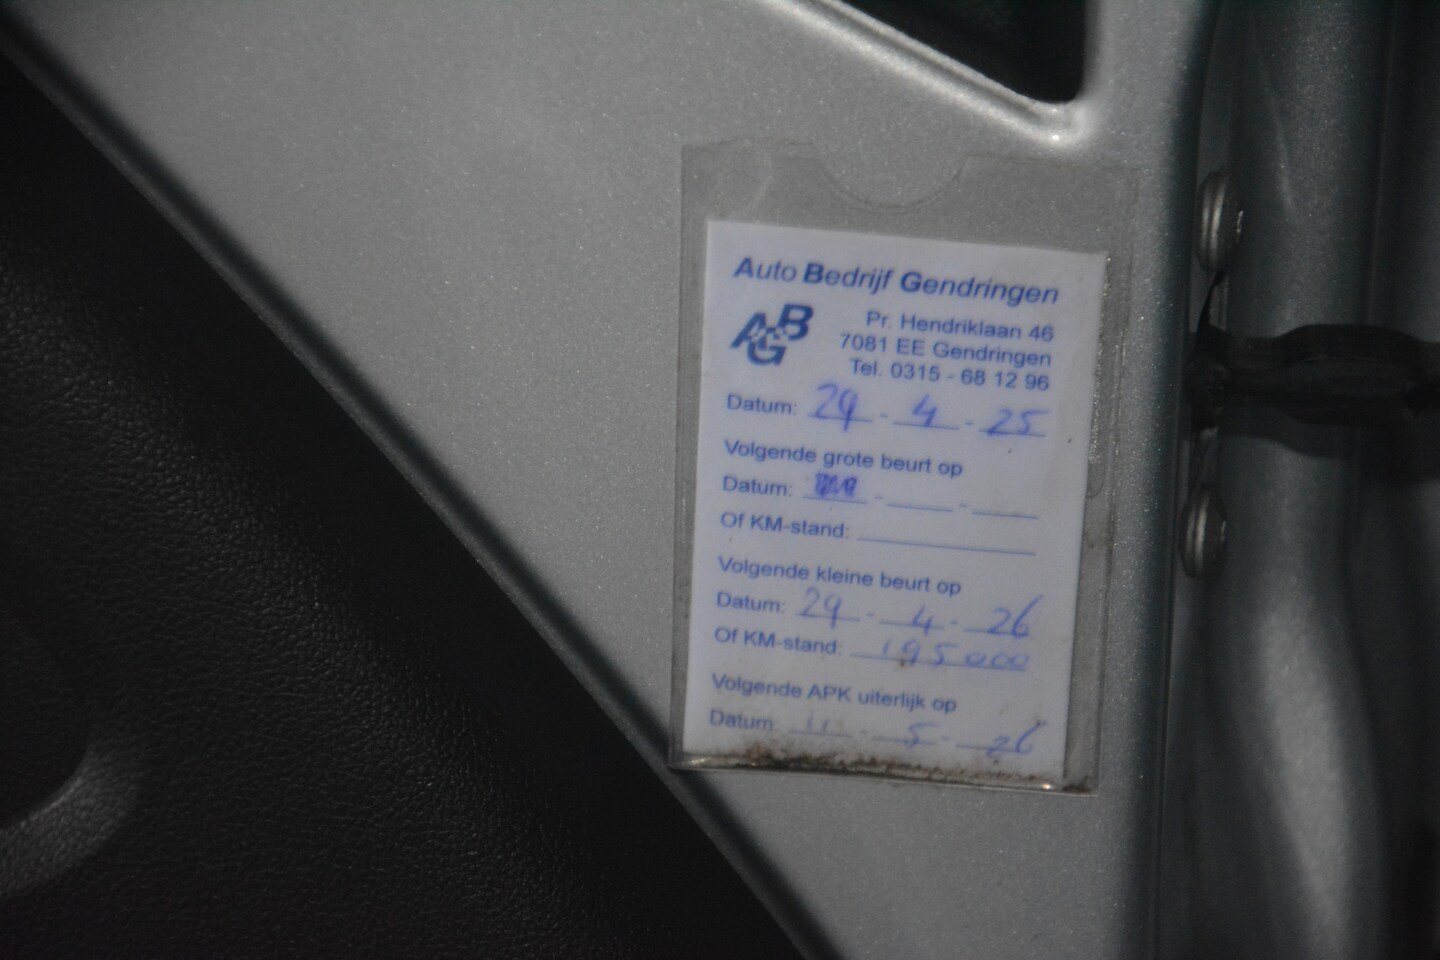 Auto Bedrijf Gendringen
ABG
Pr. Hendriklaan 46
7081 EE Gendringen
Tel. 0315 - 68 12 96
Datum: 29 - 4 - 25
Volgende grote beurt op
Datum: - -
Of KM-stand:
Volgende kleine beurt op
Datum: 29 - 4 - 26
Of KM-stand: 195000
Volgende APK uiterlijk op
Datum: 11 - 5 - 26